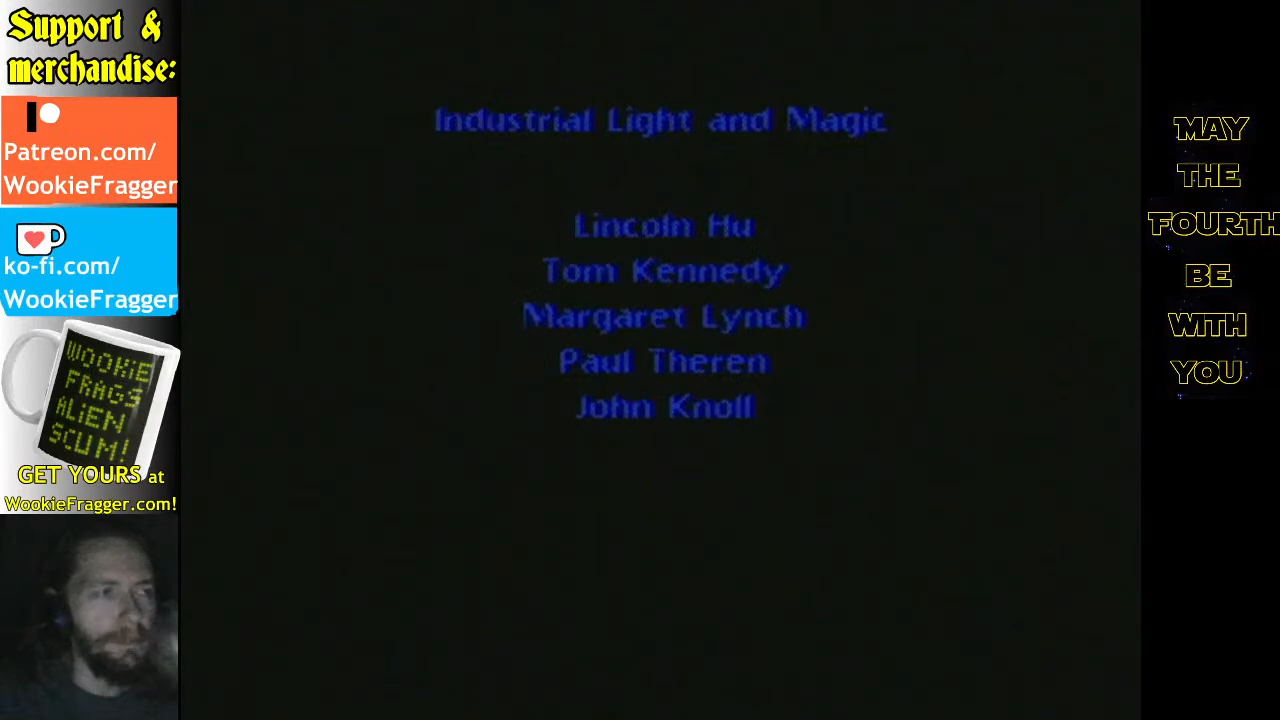 Support &
merchandise:
Patreon.com/
WookieFragger
ko-fi.com/
WookieFragger
WOOKiE
FRAGS
ALiEN
SCUM!
GET YOURS at
WookieFragger.com!
Industrial Light and Magic
Lincoln Hu
Tom Kennedy
Margaret Lynch
Paul Theren
John Knoll
MAY
THE
FOURTH
BE
WITH
YOU